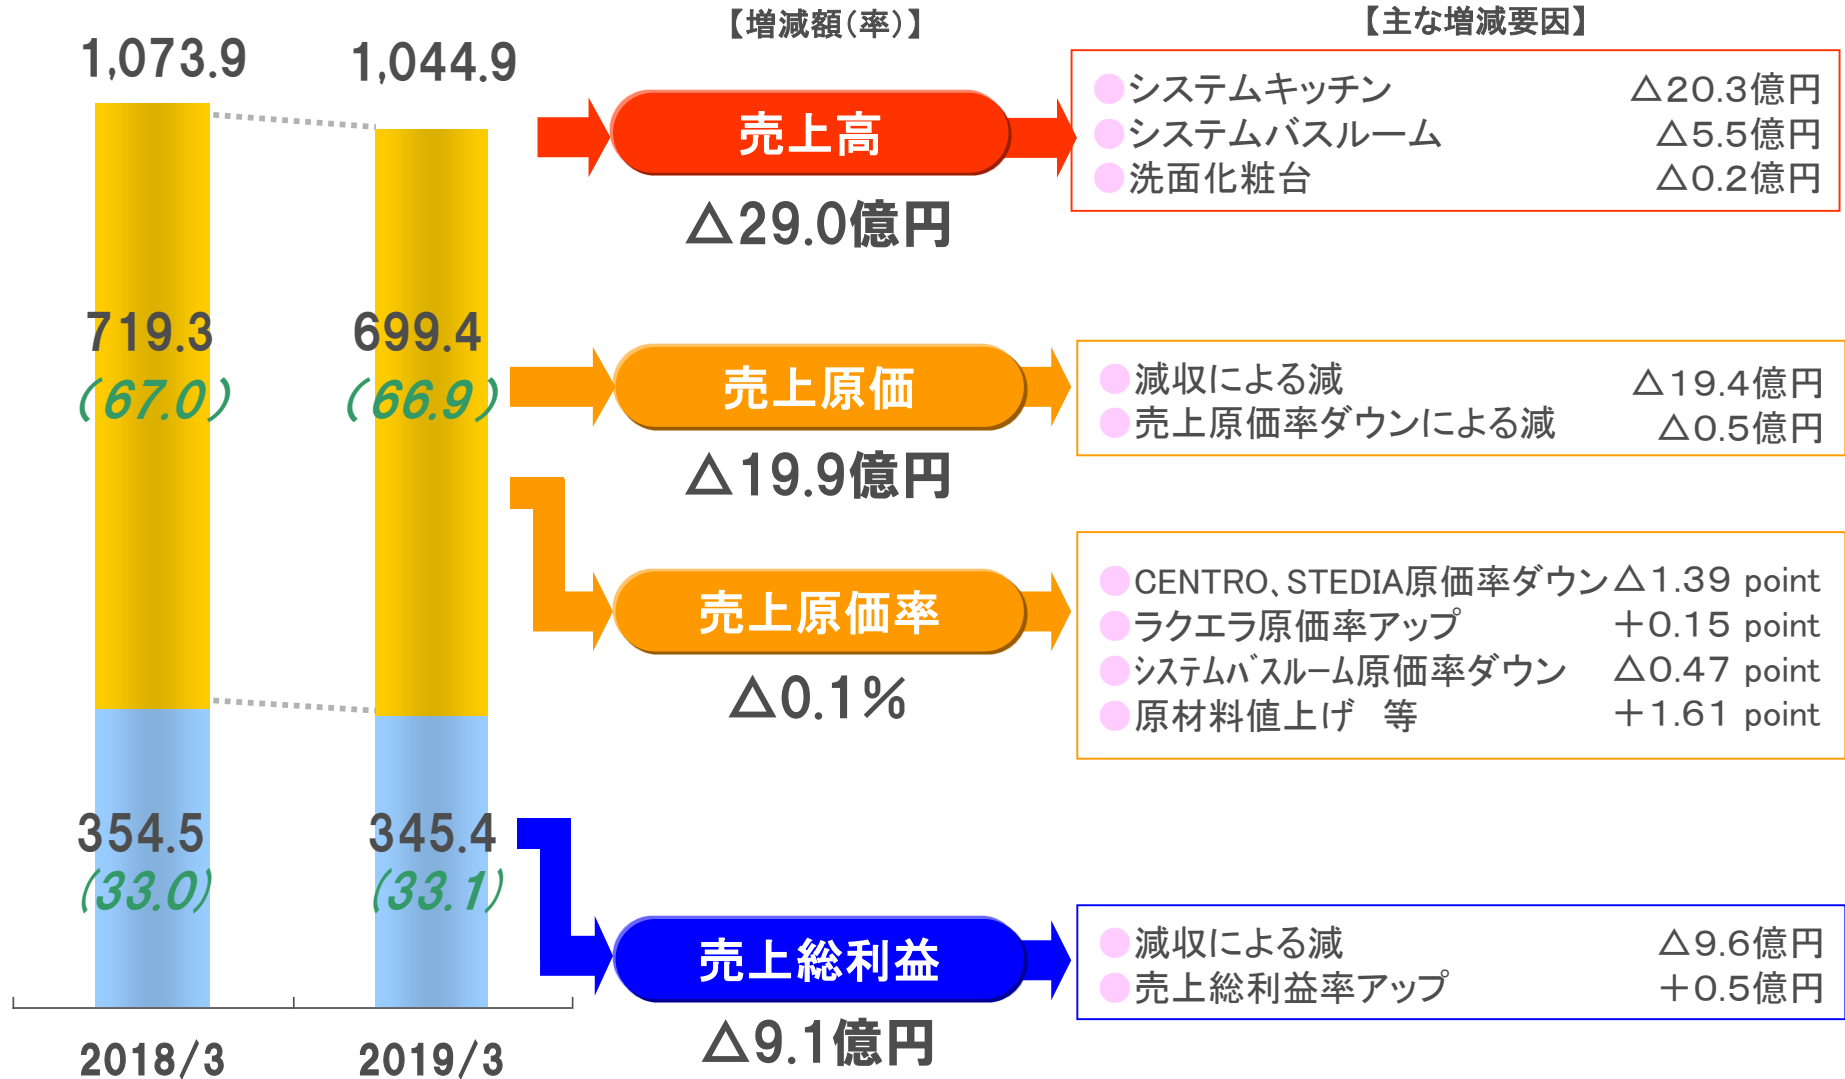 【増減額（率）】
【主な増減要因】
1,073.9
1,044.9
売上高
△29.0億円
●システムキッチン △20.3億円
●システムバスルーム △5.5億円
●洗面化粧台 △0.2億円
719.3
(67.0)
699.4
(66.9)
売上原価
△19.9億円
●減収による減 △19.4億円
●売上原価率ダウンによる減 △0.5億円
売上原価率
△0.1％
●CENTRO、STEDIA原価率ダウン △1.39 point
●ラクエラ原価率アップ ＋0.15 point
●ｼｽﾃﾑﾊﾞｽﾙｰﾑ原価率ダウン △0.47 point
●原材料値上げ　等 ＋1.61 point
354.5
(33.0)
345.4
(33.1)
売上総利益
△9.1億円
●減収による減 △9.6億円
●売上総利益率アップ ＋0.5億円
2018/3
2019/3